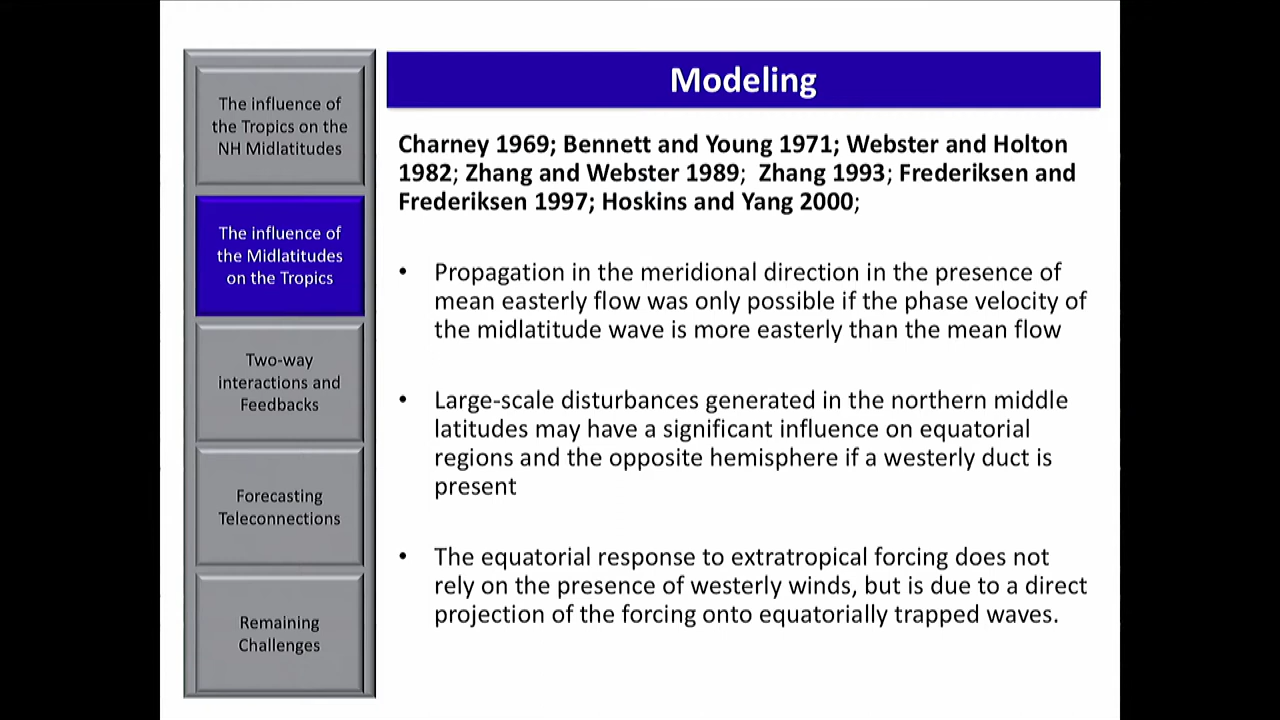 The influence of
the Tropics on the
NH Midlatitudes
The influence of
the Midlatitudes
on the Tropics
Two-way
interactions and
Feedbacks
Forecasting
Teleconnections
Remaining
Challenges
Modeling
Charney 1969; Bennett and Young 1971; Webster and Holton
1982; Zhang and Webster 1989;  Zhang 1993; Frederiksen and
Frederiksen 1997; Hoskins and Yang 2000;
• Propagation in the meridional direction in the presence of
mean easterly flow was only possible if the phase velocity of
the midlatitude wave is more easterly than the mean flow
• Large-scale disturbances generated in the northern middle
latitudes may have a significant influence on equatorial
regions and the opposite hemisphere if a westerly duct is
present
• The equatorial response to extratropical forcing does not
rely on the presence of westerly winds, but is due to a direct
projection of the forcing onto equatorially trapped waves.